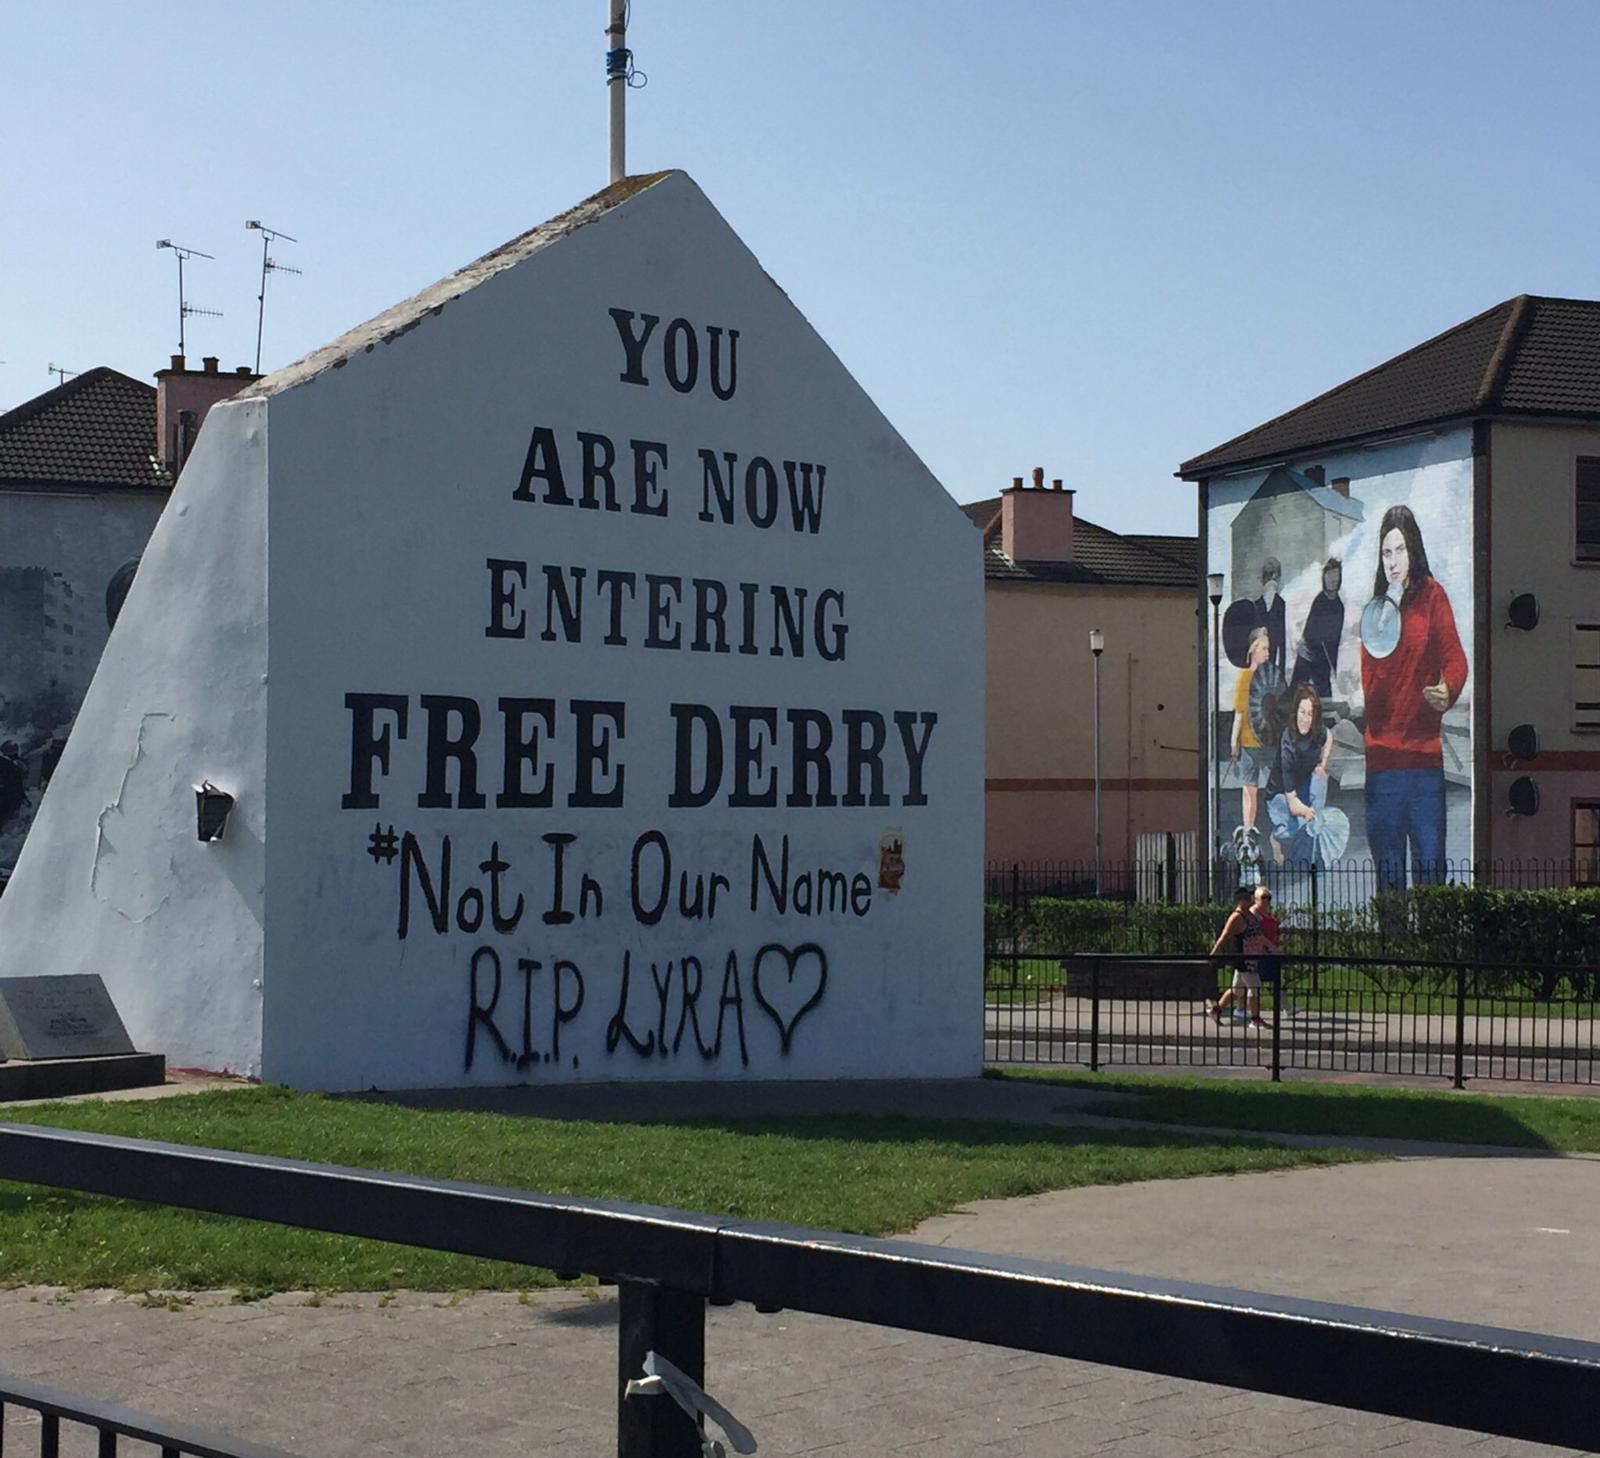 YOU
ARE NOW
ENTERING
FREE DERRY
#Not In Our Name
R.I.P. LYRA